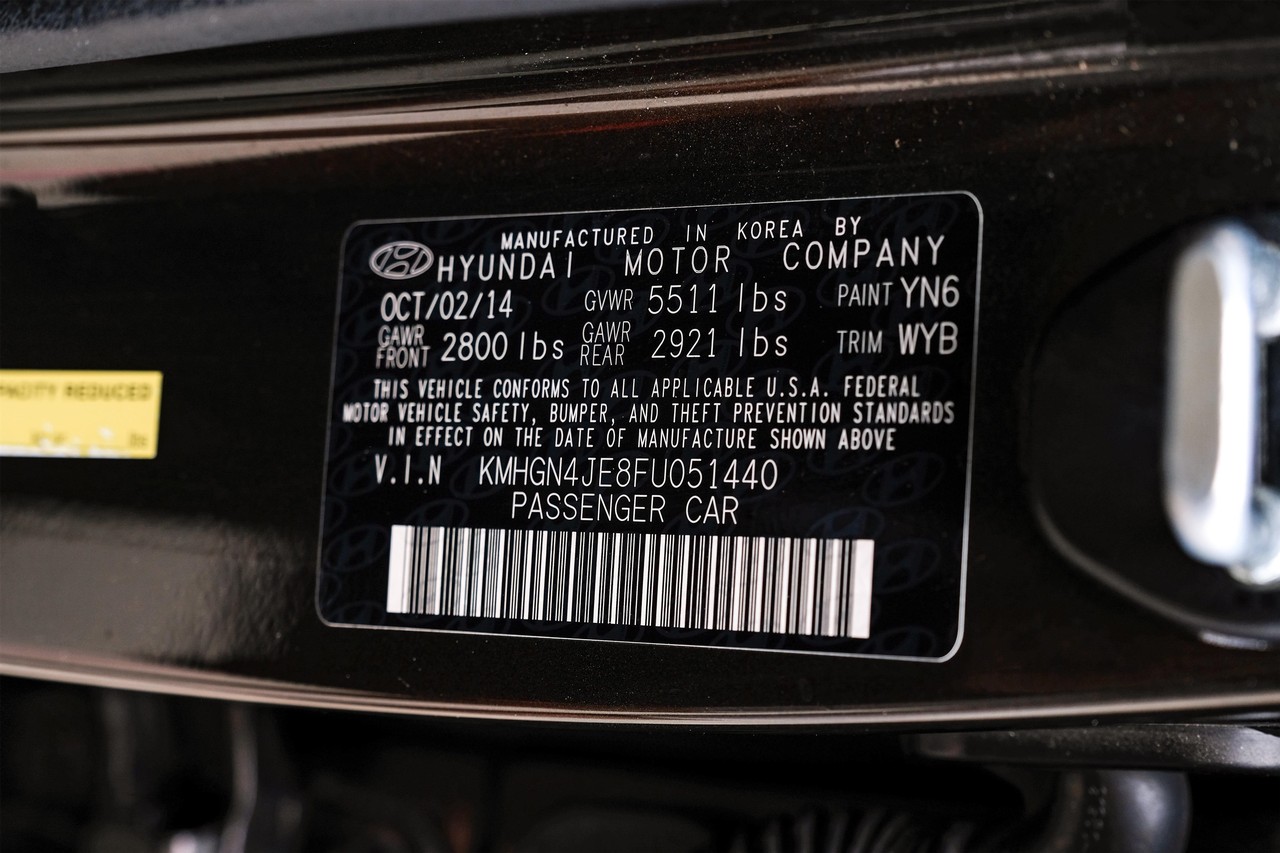 MANUFACTURED IN KOREA BY
HYUNDAI MOTOR COMPANY
OCT/02/14 GVWR 5511 lbs PAINT YN6
GAWR FRONT 2800 lbs GAWR REAR 2921 lbs TRIM WYB
THIS VEHICLE CONFORMS TO ALL APPLICABLE U.S.A. FEDERAL
MOTOR VEHICLE SAFETY, BUMPER, AND THEFT PREVENTION STANDARDS
IN EFFECT ON THE DATE OF MANUFACTURE SHOWN ABOVE
V.I.N KMHGN4JE8FU051440
PASSENGER CAR
REDUCED